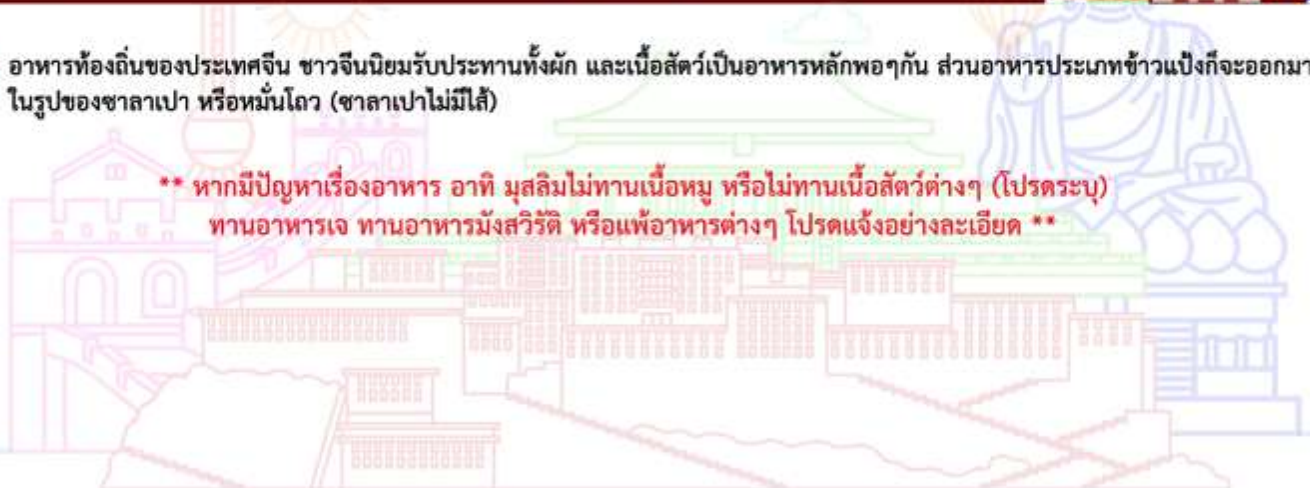 อาหารท้องถิ่นของประเทศจีน ชาวจีนนิยมรับประทานทั้งผัก และเนื้อสัตว์เป็นอาหารหลักพอๆกัน ส่วนอาหารประเภทข้าวแป้งก็จะออกมา
ในรูปของซาลาเปา หรือหมั่นโถว (ซาลาเปาไม่มีไส้)
** หากมีปัญหาเรื่องอาหาร อาทิ มุสลิมไม่ทานเนื้อหมู หรือไม่ทานเนื้อสัตว์ต่างๆ (โปรดระบุ)
ทานอาหารเจ ทานอาหารมังสวิรัติ หรือแพ้อาหารต่างๆ โปรดแจ้งอย่างละเอียด **